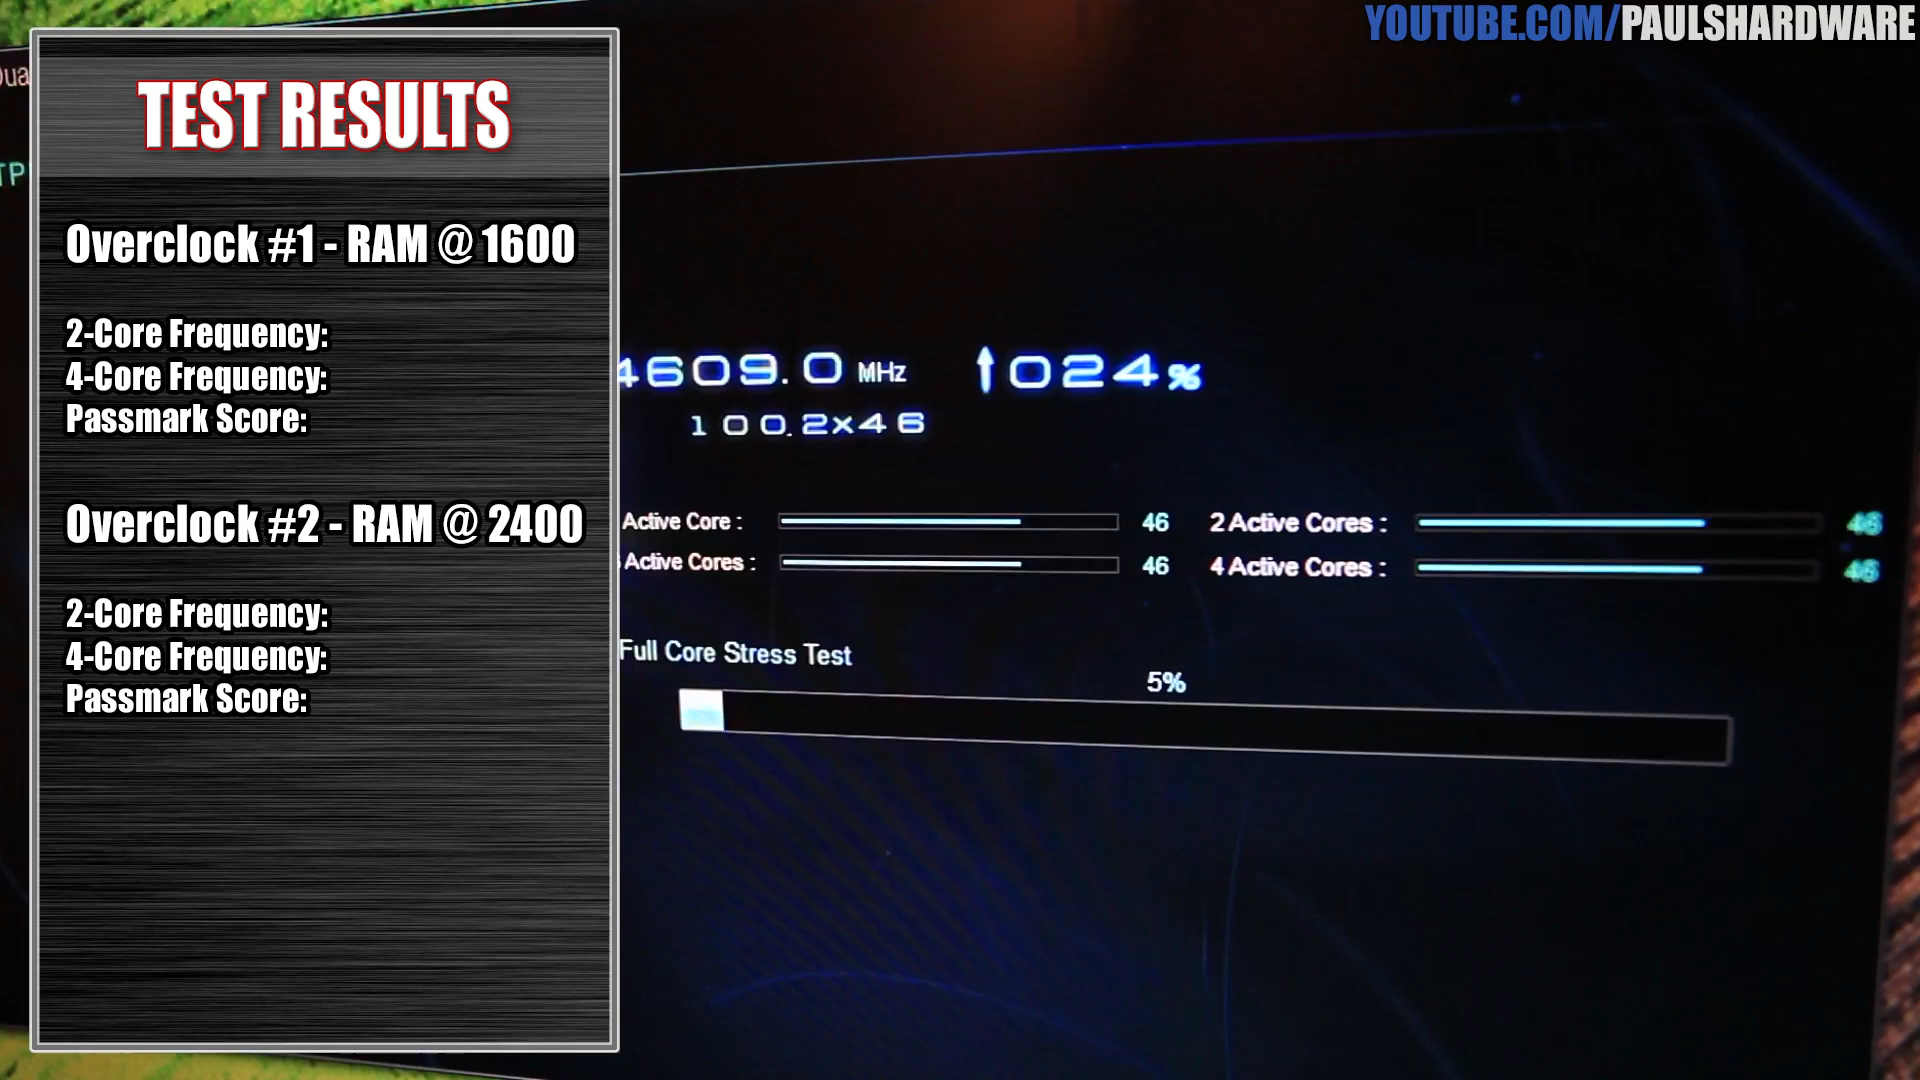 YOUTUBE.COM/PAULSHARDWARE
TEST RESULTS
Overclock #1 - RAM @ 1600
2-Core Frequency:
4-Core Frequency:
Passmark Score:
Overclock #2 - RAM @ 2400
2-Core Frequency:
4-Core Frequency:
Passmark Score:
4609.0 MHz ↑024%
100.2x46
Active Core : 46 2 Active Cores : 46
Active Cores : 46 4 Active Cores : 46
Full Core Stress Test
5%